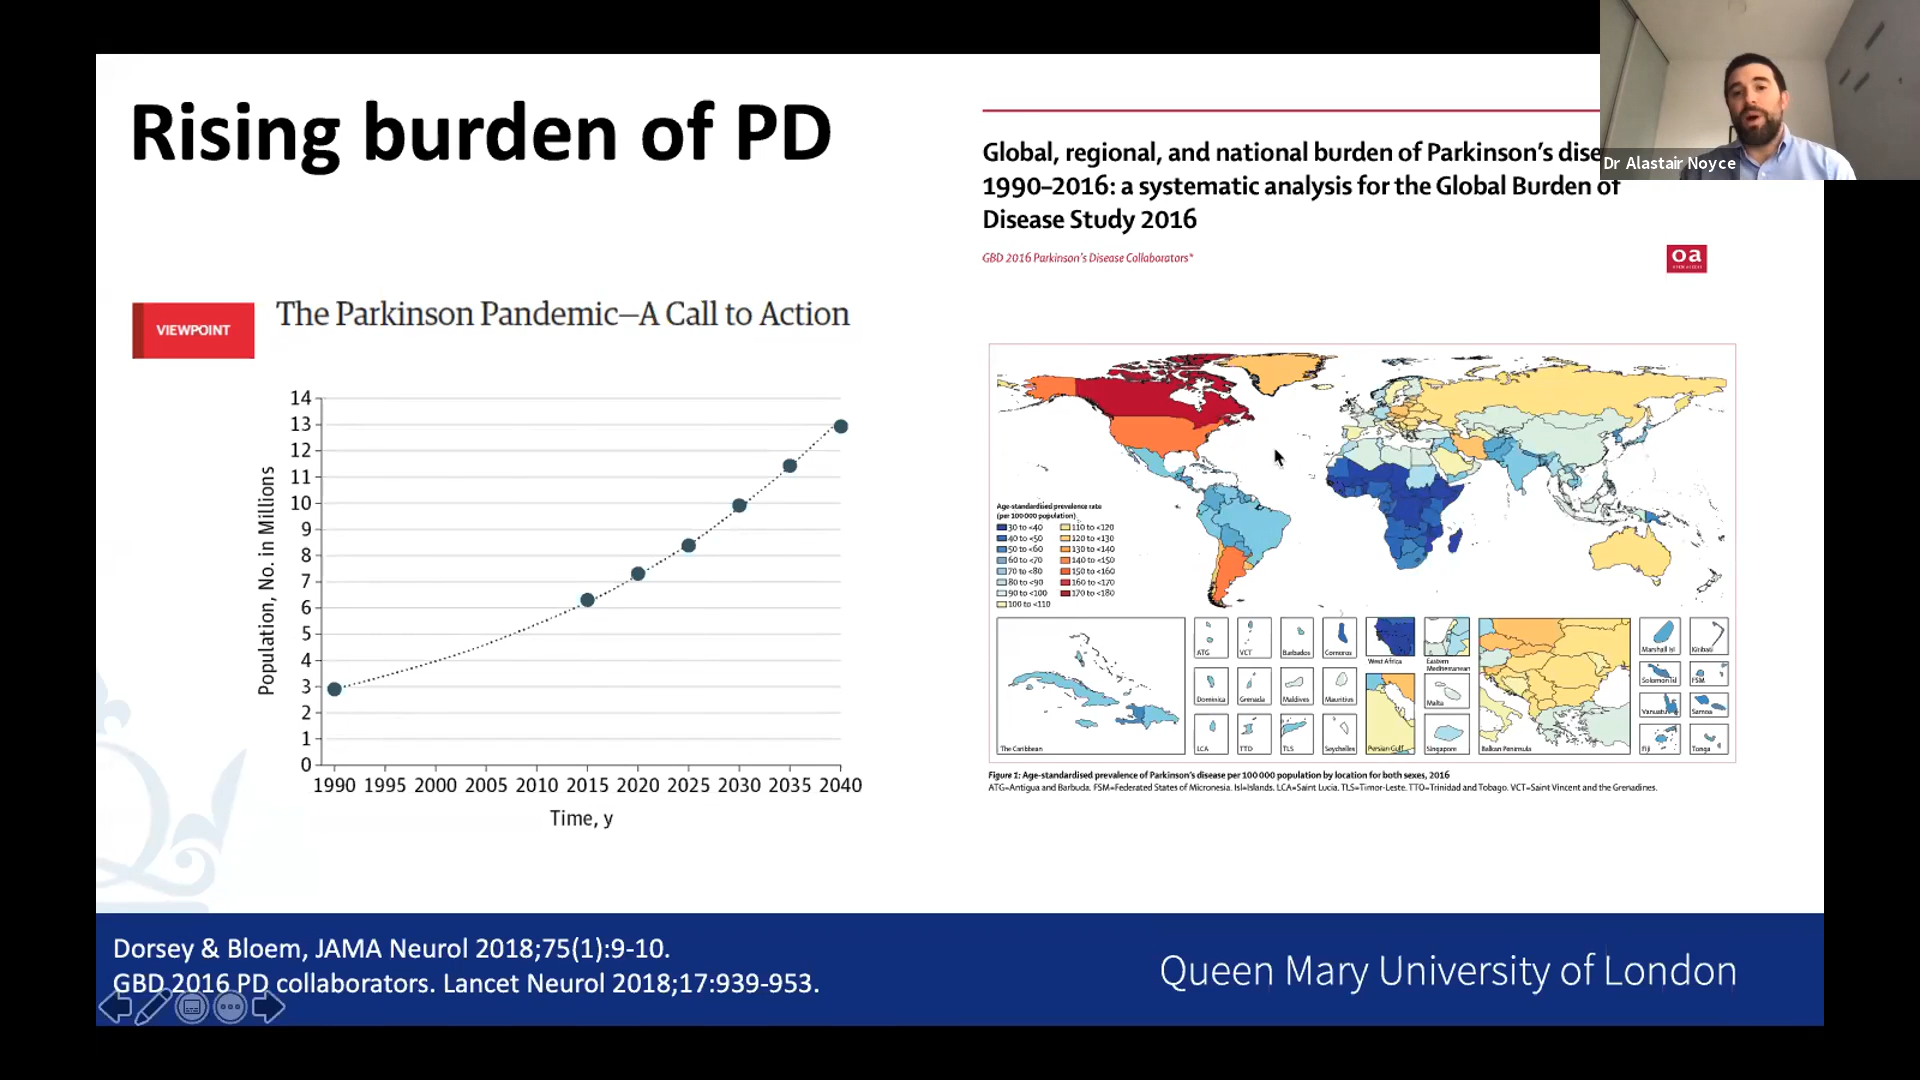 Rising burden of PD
VIEWPOINT
The Parkinson Pandemic—A Call to Action
14
13
12
11
10
9
8
7
6
5
4
3
2
1
0
Population, No. in Millions
1990 1995 2000 2005 2010 2015 2020 2025 2030 2035 2040
Time, y
Global, regional, and national burden of Parkinson's dise
1990–2016: a systematic analysis for the Global Burden of
Disease Study 2016
GBD 2016 Parkinson's Disease Collaborators*
oa
Dr Alastair Noyce
Age-standardised prevalence rate
(per 100 000 population)
30 to <40
40 to <50
50 to <60
60 to <70
70 to <80
80 to <90
90 to <100
100 to <110
110 to <120
120 to <130
130 to <140
140 to <150
150 to <160
160 to <170
170 to <180
The Caribbean
ATG
VCT
Barbados
Comoros
West Africa
Eastern
Mediterranean
Dominica
Grenada
Maldives
Mauritius
Malta
LCA
TTO
TLS
Seychelles
Persian Gulf
Singapore
Balkan Peninsula
Marshall Isl
Kiribati
Solomon Isl
FSM
Vanuatu
Samoa
Fiji
Tonga
Figure 1: Age-standardised prevalence of Parkinson's disease per 100 000 population by location for both sexes, 2016
ATG=Antigua and Barbuda. FSM=Federated States of Micronesia. Isl=Islands. LCA=Saint Lucia. TLS=Timor-Leste. TTO=Trinidad and Tobago. VCT=Saint Vincent and the Grenadines.
Dorsey & Bloem, JAMA Neurol 2018;75(1):9-10.
GBD 2016 PD collaborators. Lancet Neurol 2018;17:939-953.
Queen Mary University of London